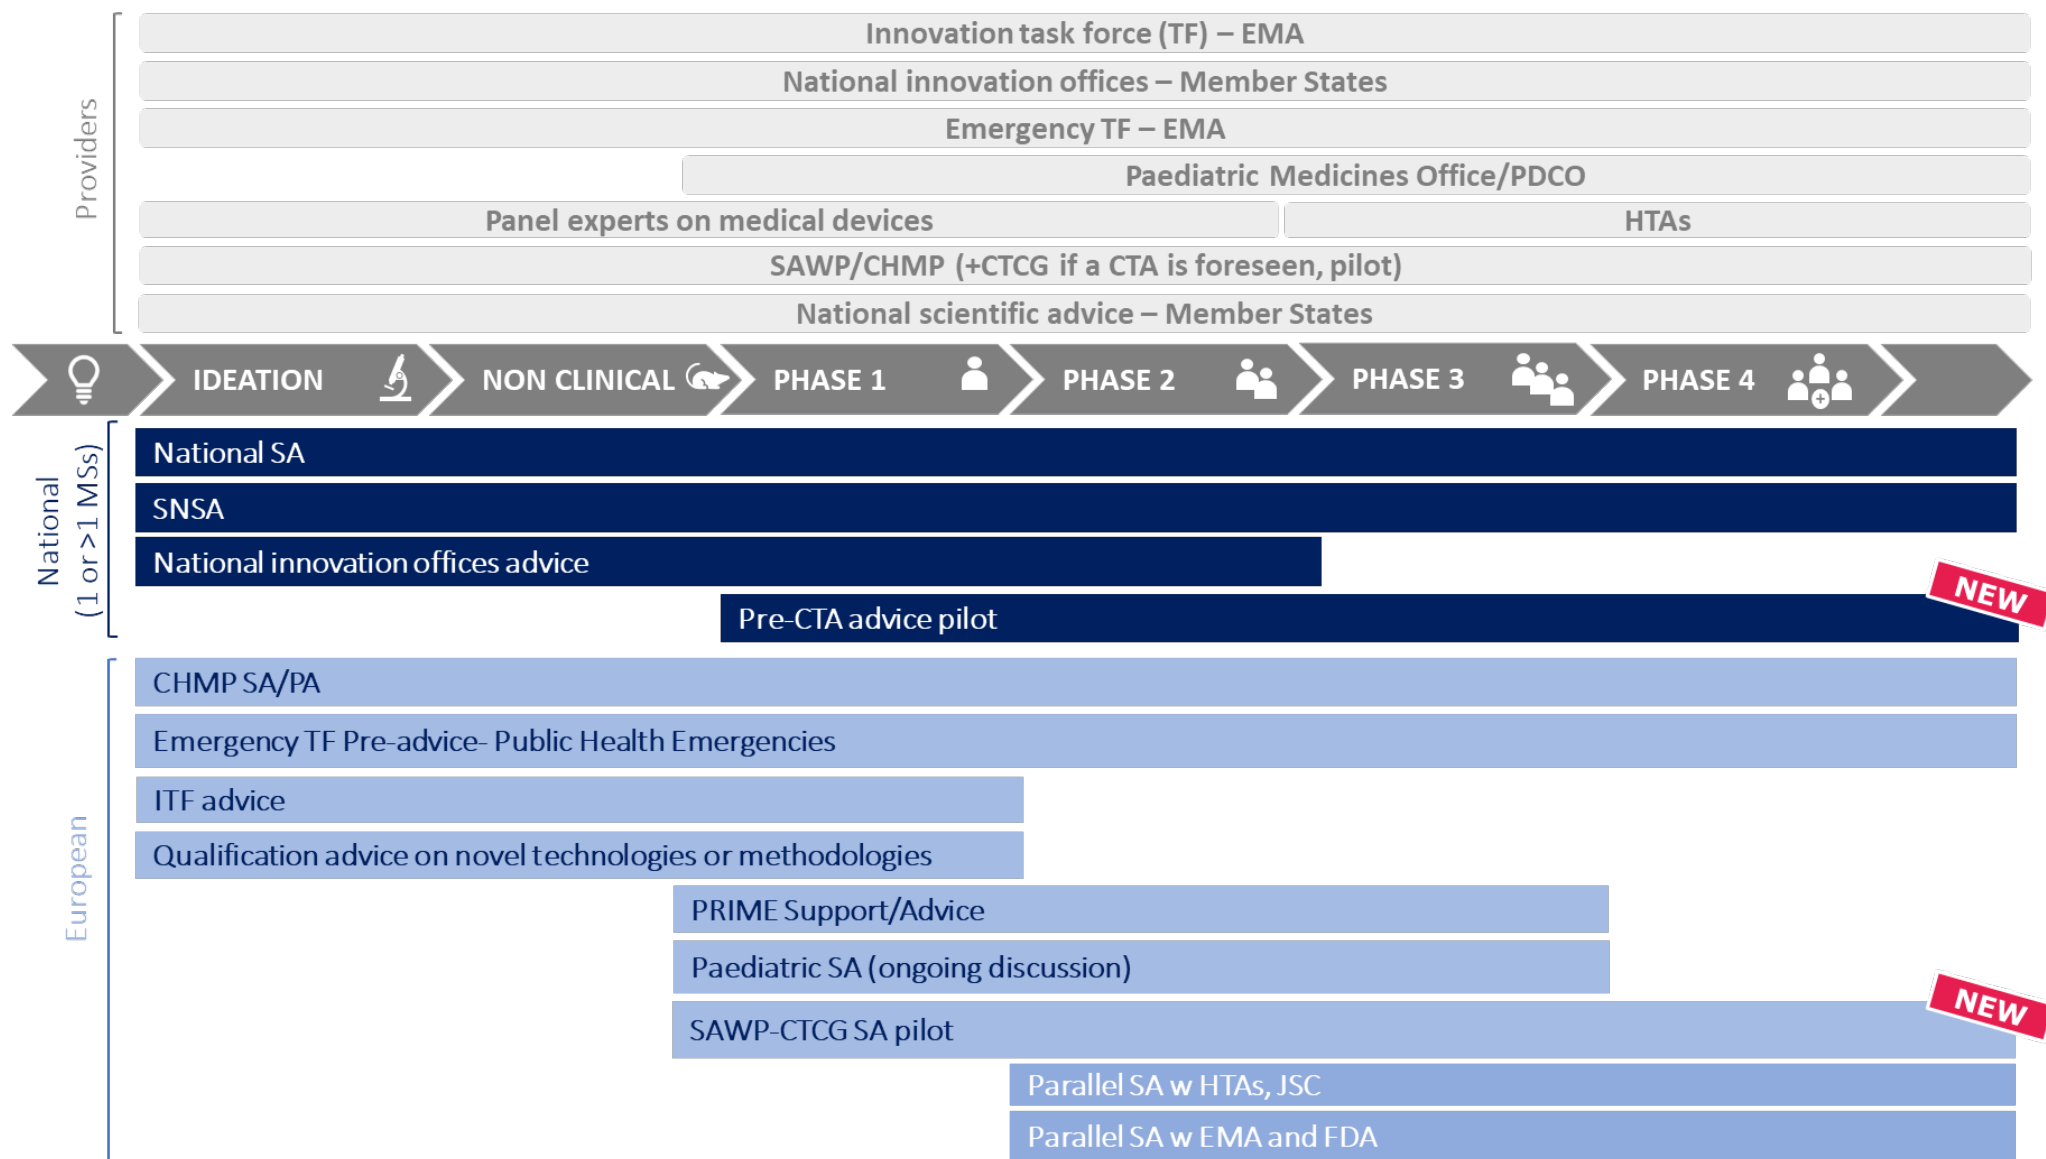 Providers
Innovation task force (TF) – EMA
National innovation offices – Member States
Emergency TF – EMA
Paediatric Medicines Office/PDCO
Panel experts on medical devices
HTAs
SAWP/CHMP (+CTCG if a CTA is foreseen, pilot)
National scientific advice – Member States
IDEATION
NON CLINICAL
PHASE 1
PHASE 2
PHASE 3
PHASE 4
National
(1 or >1 MSs)
National SA
SNSA
National innovation offices advice
Pre-CTA advice pilot
NEW
European
CHMP SA/PA
Emergency TF Pre-advice- Public Health Emergencies
ITF advice
Qualification advice on novel technologies or methodologies
PRIME Support/Advice
Paediatric SA (ongoing discussion)
SAWP-CTCG SA pilot
NEW
Parallel SA w HTAs, JSC
Parallel SA w EMA and FDA